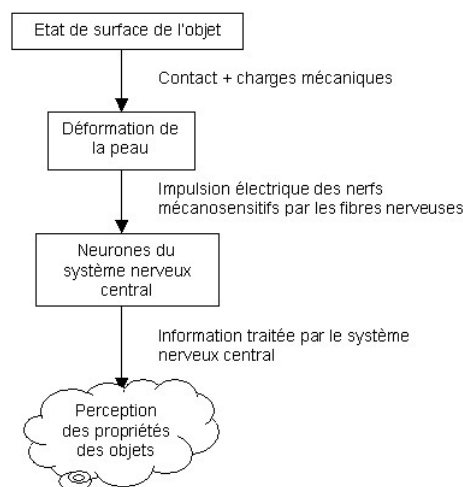 Etat de surface de l'objet
Contact + charges mécaniques
Déformation de
la peau
Impulsion électrique des nerfs
mécanosensitifs par les fibres nerveuses
Neurones du
système nerveux
central
Information traitée par le système
nerveux central
Perception
des propriétés
des objets